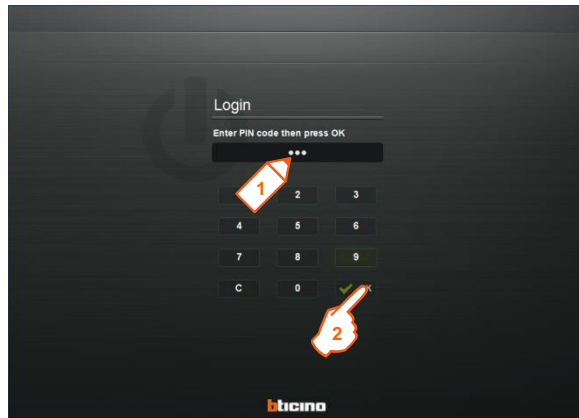 Login
Enter PIN code then press OK
•••
1
2 3
4 5 6
7 8 9
C 0 K
2
bticino